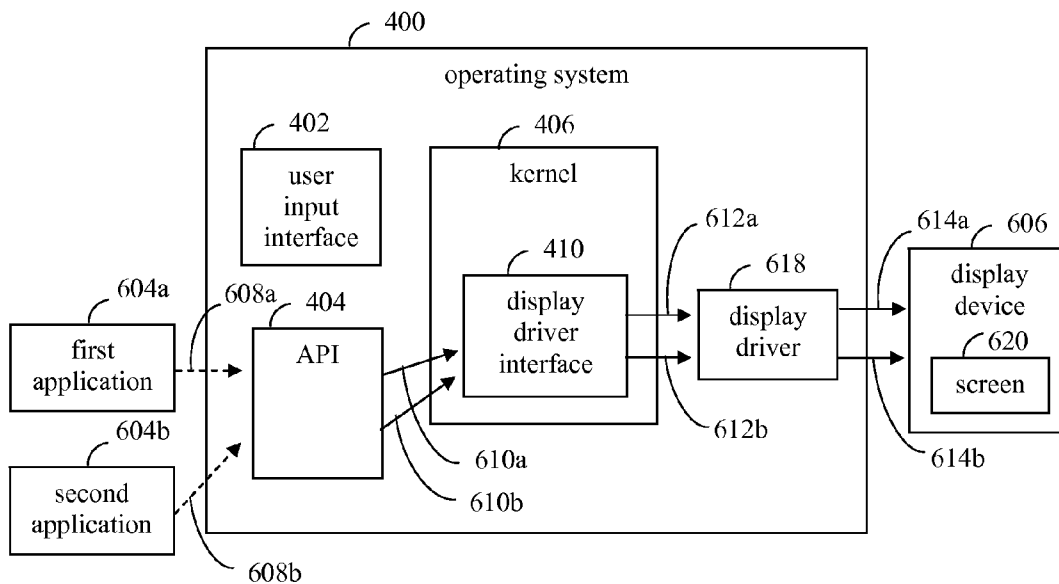 400
operating system
402
user
input
interface
406
kernel
410
display
driver
interface
612a
612b
618
display
driver
614a
614b
606
display
device
620
screen
604a
first
application
608a
404
API
610a
610b
604b
second
application
608b